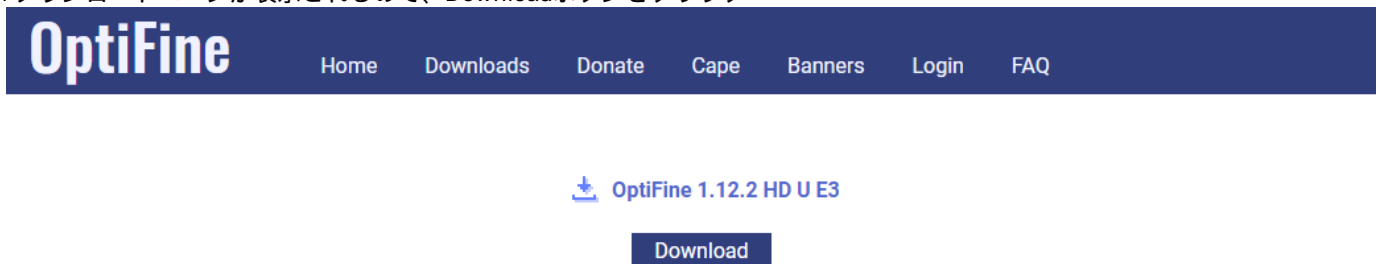 OptiFine Home Downloads Donate Cape Banners Login FAQ
OptiFine 1.12.2 HD U E3
Download